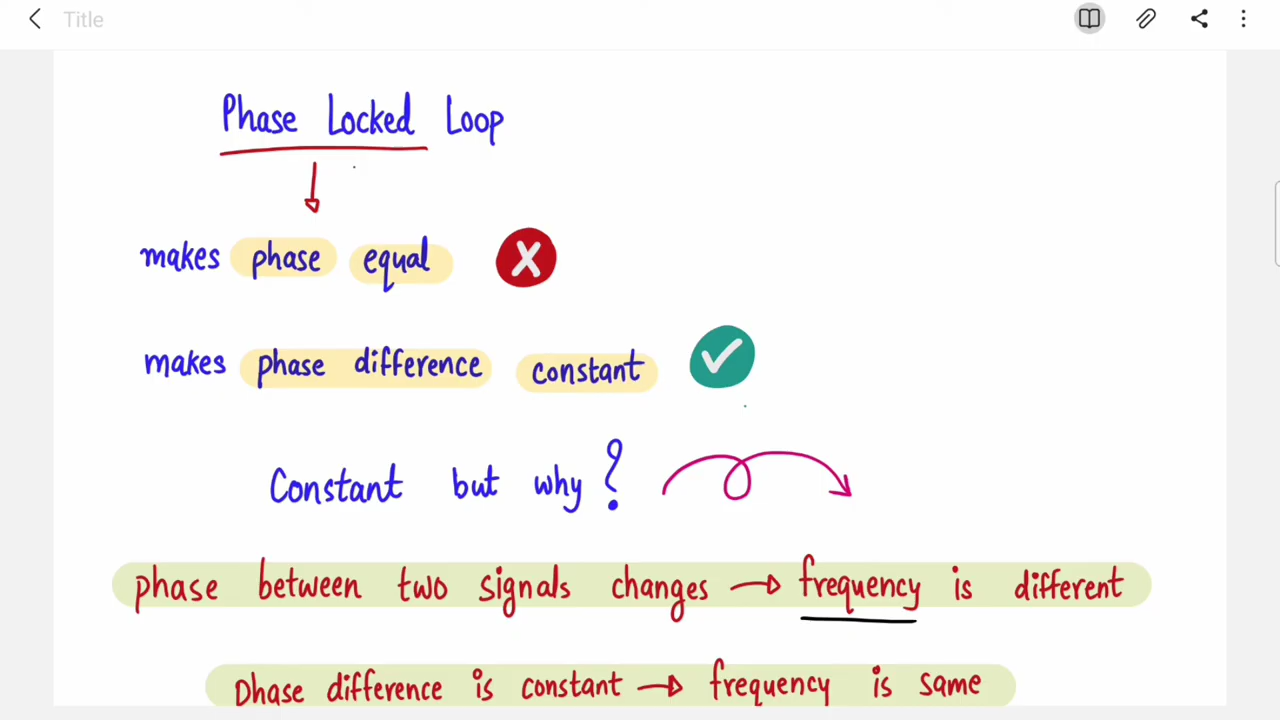 Title
Phase Locked Loop
makes phase equal
makes phase difference constant
Constant but why ?
phase between two signals changes → frequency is different
Phase difference is constant → frequency is same